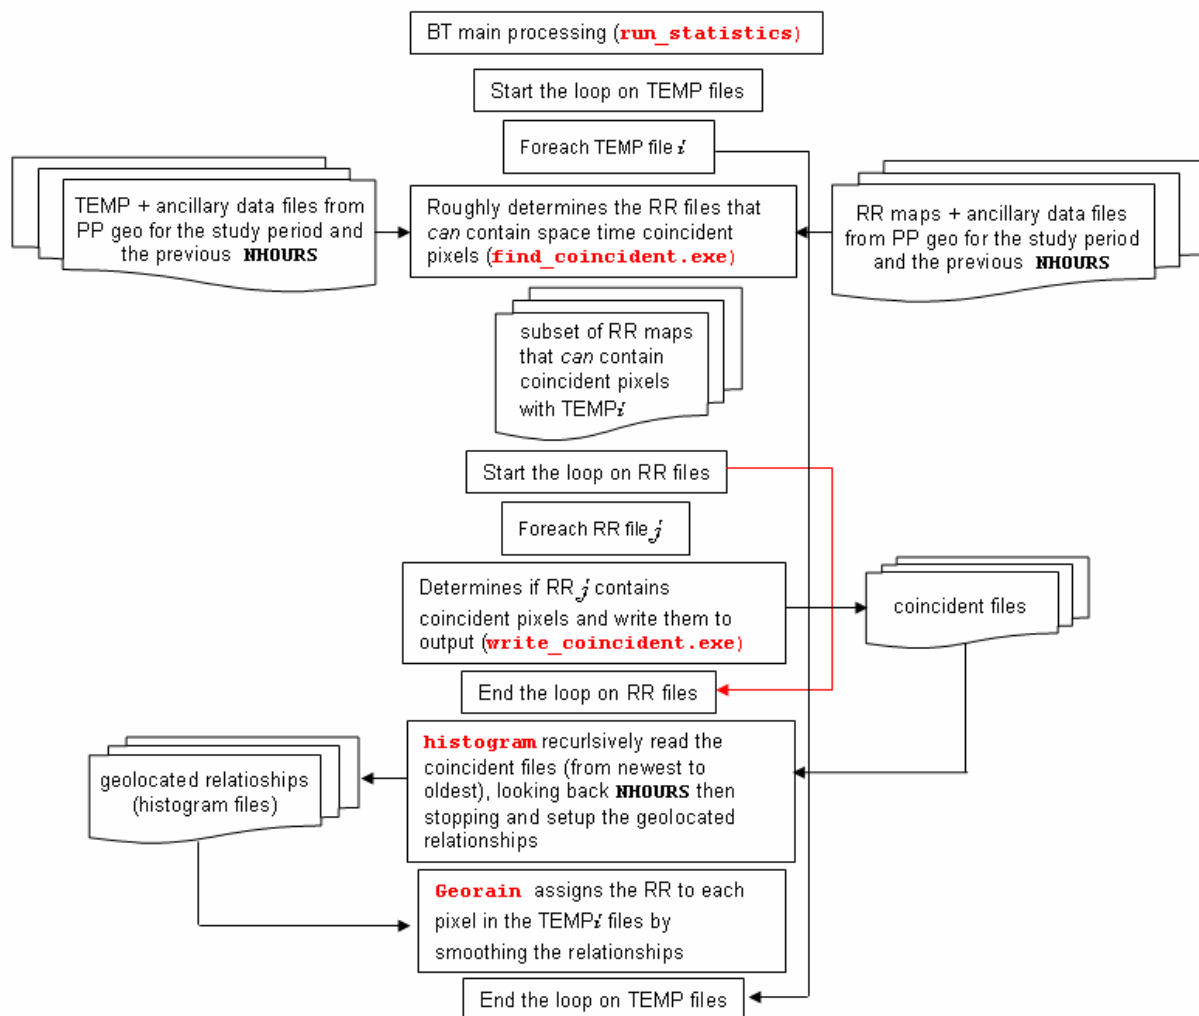 BT main processing (run_statistics)
Start the loop on TEMP files
Foreach TEMP file i
TEMP + ancillary data files from
PP geo for the study period and
the previous NHOURS
Roughly determines the RR files that
can contain space time coincident
pixels (find_coincident.exe)
RR maps + ancillary data files
from PP geo for the study period
and the previous NHOURS
subset of RR maps
that can contain
coincident pixels
with TEMPi
Start the loop on RR files
Foreach RR file j
Determines if RR j contains
coincident pixels and write them to
output (write_coincident.exe)
coincident files
End the loop on RR files
histogram recurlsively read the
coincident files (from newest to
oldest), looking back NHOURS then
stopping and setup the geolocated
relationships
geolocated relatioships
(histogram files)
Georain assigns the RR to each
pixel in the TEMPi files by
smoothing the relationships
End the loop on TEMP files